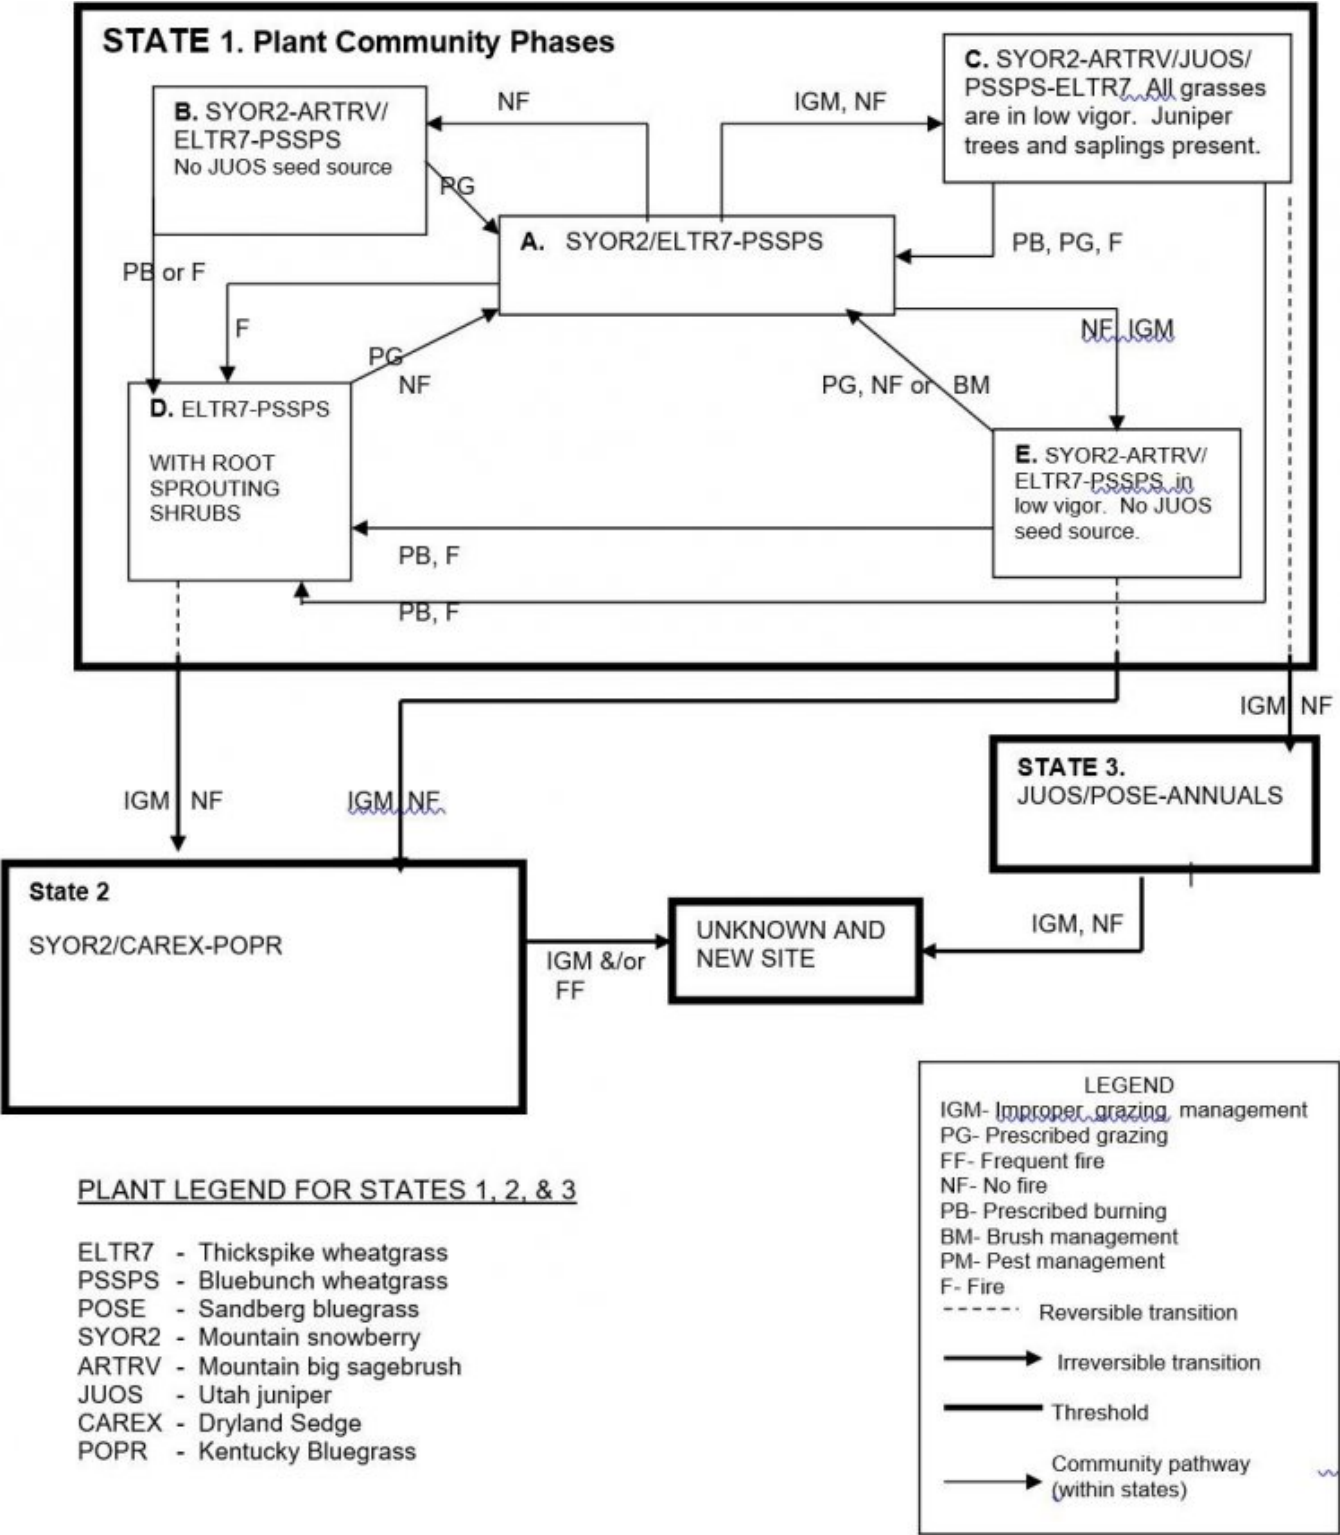 STATE 1. Plant Community Phases
B. SYOR2-ARTRV/
ELTR7-PSSPS
No JUOS seed source
NF
IGM, NF
C. SYOR2-ARTRV/JUOS/
PSSPS-ELTR7 All grasses
are in low vigor. Juniper
trees and saplings present.
PG
A. SYOR2/ELTR7-PSSPS
PB, PG, F
PB or F
F
PG
NF
NF, IGM
PG, NF or BM
D. ELTR7-PSSPS
WITH ROOT
SPROUTING
SHRUBS
E. SYOR2-ARTRV/
ELTR7-PSSPS in
low vigor. No JUOS
seed source.
PB, F
PB, F
IGM NF
IGM NF
IGM NF
STATE 3.
JUOS/POSE-ANNUALS
State 2
SYOR2/CAREX-POPR
IGM &/or
FF
UNKNOWN AND
NEW SITE
IGM, NF
LEGEND
IGM- Improper grazing management
PG- Prescribed grazing
FF- Frequent fire
NF- No fire
PB- Prescribed burning
BM- Brush management
PM- Pest management
F- Fire
Reversible transition
Irreversible transition
Threshold
Community pathway
(within states)
PLANT LEGEND FOR STATES 1, 2, & 3
ELTR7 - Thickspike wheatgrass
PSSPS - Bluebunch wheatgrass
POSE - Sandberg bluegrass
SYOR2 - Mountain snowberry
ARTRV - Mountain big sagebrush
JUOS - Utah juniper
CAREX - Dryland Sedge
POPR - Kentucky Bluegrass